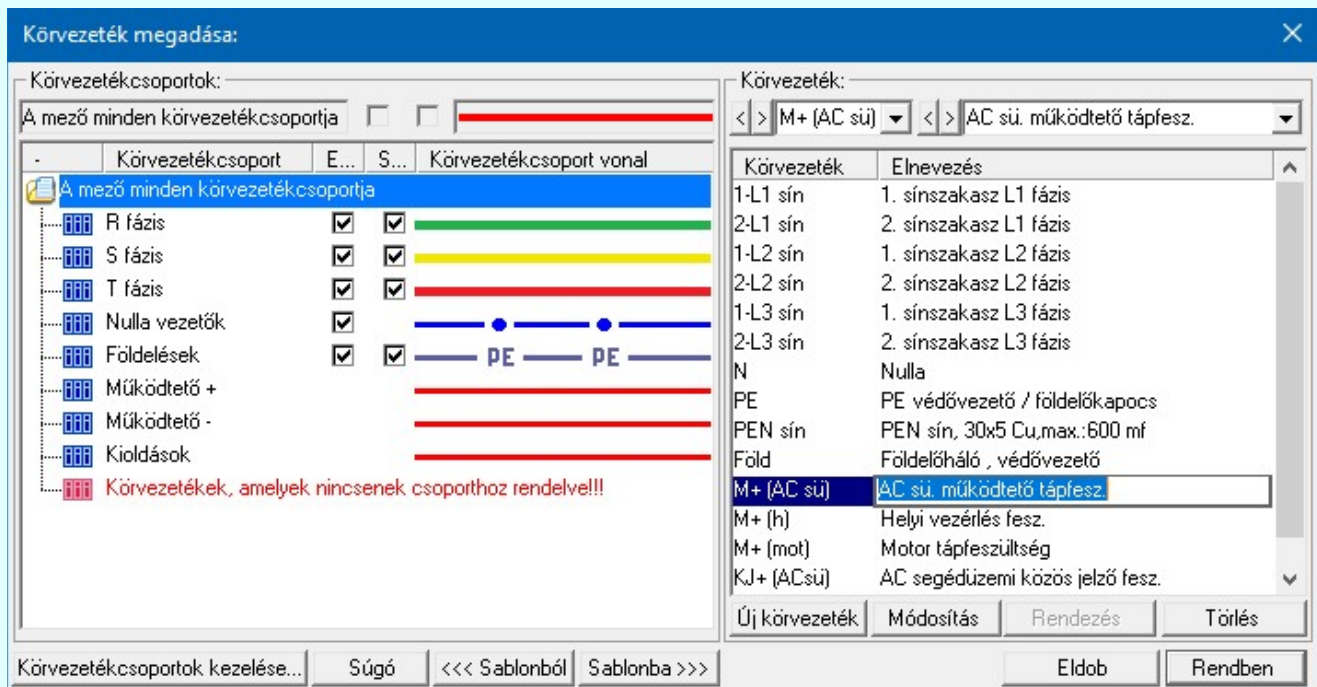 Körvezeték megadása:
Körvezetékcsoportok:
A mező minden körvezetékcsoportja
- Körvezetékcsoport E... S... Körvezetékcsoport vonal
A mező minden körvezetékcsoportja
R fázis
S fázis
T fázis
Nulla vezetők
Földelések PE PE
Működtető +
Működtető -
Kioldások
Körvezetékek, amelyek nincsenek csoporthoz rendelve!!!
Körvezeték:
< > M+ (AC sü) < > AC sü. működtető tápfesz.
Körvezeték Elnevezés
1-L1 sín 1. sínszakasz L1 fázis
2-L1 sín 2. sínszakasz L1 fázis
1-L2 sín 1. sínszakasz L2 fázis
2-L2 sín 2. sínszakasz L2 fázis
1-L3 sín 1. sínszakasz L3 fázis
2-L3 sín 2. sínszakasz L3 fázis
N Nulla
PE PE védővezető / földelőkapocs
PEN sín PEN sín, 30x5 Cu,max.:600 mf
Föld Földelőháló , védővezető
M+ (AC sü) AC sü. működtető tápfesz.
M+ (h) Helyi vezérlés fesz.
M+ (mot) Motor tápfeszültség
KJ+ (ACsü) AC segédüzemi közös jelző fesz.
Új körvezeték Módosítás Rendezés Törlés
Körvezetékcsoportok kezelése... Súgó <<< Sablonból Sablonba >>> Eldob Rendben